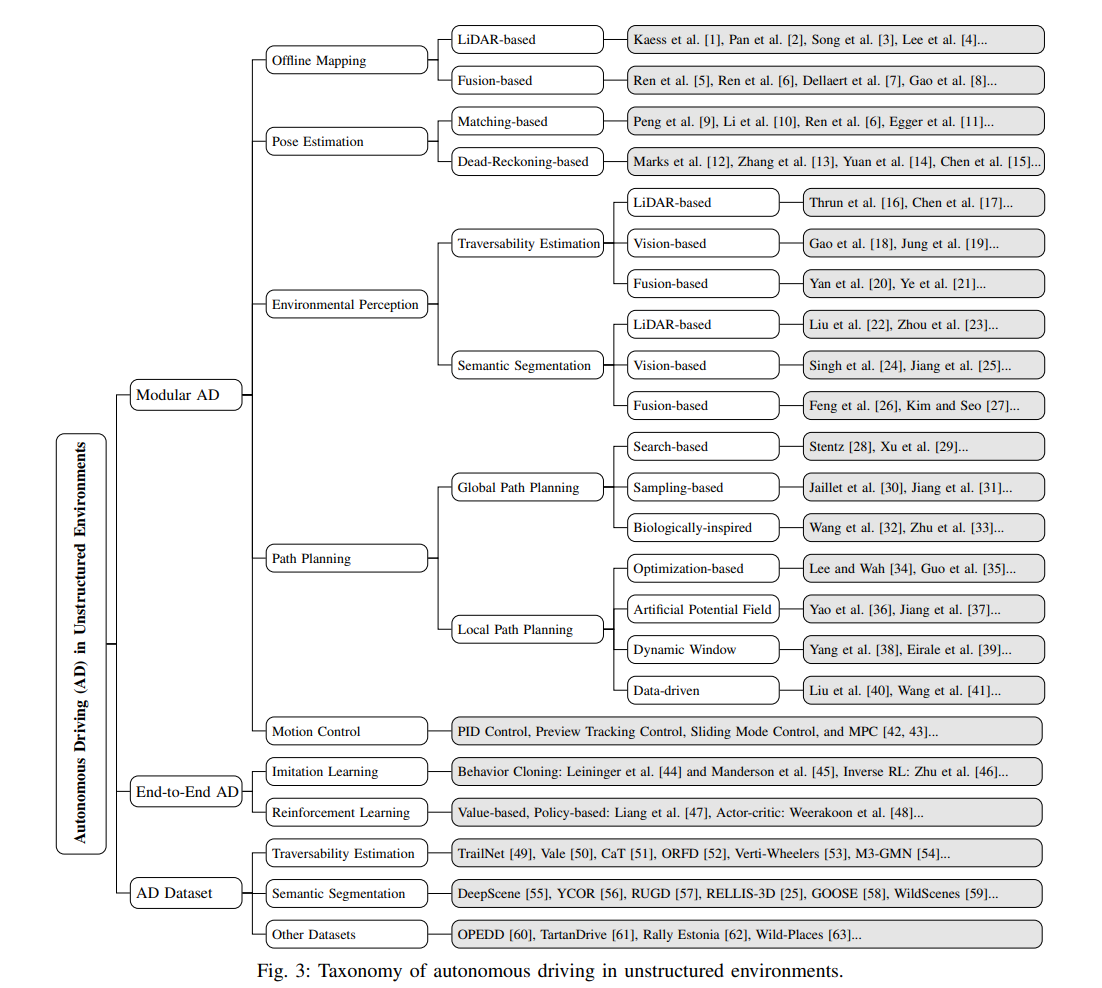 Autonomous Driving (AD) in Unstructured Environments
Modular AD
Offline Mapping
LiDAR-based
Kaess et al. [1], Pan et al. [2], Song et al. [3], Lee et al. [4]...
Fusion-based
Ren et al. [5], Ren et al. [6], Dellaert et al. [7], Gao et al. [8]...
Pose Estimation
Matching-based
Peng et al. [9], Li et al. [10], Ren et al. [6], Egger et al. [11]...
Dead-Reckoning-based
Marks et al. [12], Zhang et al. [13], Yuan et al. [14], Chen et al. [15]...
Environmental Perception
Traversability Estimation
LiDAR-based
Thrun et al. [16], Chen et al. [17]...
Vision-based
Gao et al. [18], Jung et al. [19]...
Fusion-based
Yan et al. [20], Ye et al. [21]...
Semantic Segmentation
LiDAR-based
Liu et al. [22], Zhou et al. [23]...
Vision-based
Singh et al. [24], Jiang et al. [25]...
Fusion-based
Feng et al. [26], Kim and Seo [27]...
Path Planning
Global Path Planning
Search-based
Stentz [28], Xu et al. [29]...
Sampling-based
Jaillet et al. [30], Jiang et al. [31]...
Biologically-inspired
Wang et al. [32], Zhu et al. [33]...
Local Path Planning
Optimization-based
Lee and Wah [34], Guo et al. [35]...
Artificial Potential Field
Yao et al. [36], Jiang et al. [37]...
Dynamic Window
Yang et al. [38], Eirale et al. [39]...
Data-driven
Liu et al. [40], Wang et al. [41]...
Motion Control
PID Control, Preview Tracking Control, Sliding Mode Control, and MPC [42, 43]...
End-to-End AD
Imitation Learning
Behavior Cloning: Leininger et al. [44] and Manderson et al. [45], Inverse RL: Zhu et al. [46]...
Reinforcement Learning
Value-based, Policy-based: Liang et al. [47], Actor-critic: Weerakoon et al. [48]...
AD Dataset
Traversability Estimation
TrailNet [49], Vale [50], CaT [51], ORFD [52], Verti-Wheelers [53], M3-GMN [54]...
Semantic Segmentation
DeepScene [55], YCOR [56], RUGD [57], RELLIS-3D [25], GOOSE [58], WildScenes [59]...
Other Datasets
OPEDD [60], TartanDrive [61], Rally Estonia [62], Wild-Places [63]...
Fig. 3: Taxonomy of autonomous driving in unstructured environments.